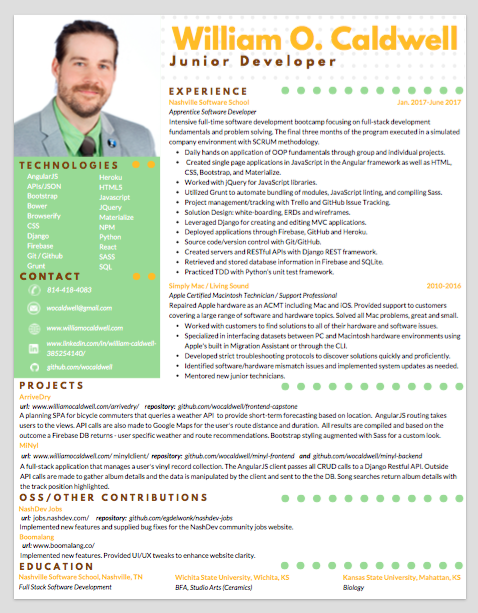 William O. Caldwell
Junior Developer
EXPERIENCE
Nashville Software School Jan. 2017-June 2017
Apprentice Software Developer
Intensive full-time software development bootcamp focusing on full-stack development
fundamentals and problem solving. The final three months of the program executed in a simulated
company environment with SCRUM methodology.
• Daily hands on application of OOP fundamentals through group and individual projects.
• Created single page applications in JavaScript in the Angular framework as well as HTML,
CSS, Bootstrap, and Materialize.
• Worked with jQuery for JavaScript libraries.
• Utilized Grunt to automate bundling of modules, JavaScript linting, and compiling Sass.
• Project management/tracking with Trello and GitHub Issue Tracking.
• Solution Design: white-boarding, ERDs and wireframes.
• Leveraged Django for creating and editing MVC applications.
• Deployed applications through Firebase, GitHub and Heroku.
• Source code/version control with Git/GitHub.
• Created servers and RESTful APIs with Django REST framework.
• Retrieved and stored database information in Firebase and SQLite.
• Practiced TDD with Python's unit test framework.
Simply Mac / Living Sound 2010-2016
Apple Certified Macintosh Technician / Support Professional
Repaired Apple hardware as an ACMT including Mac and iOS. Provided support to customers
covering a large range of software and hardware topics. Solved all Mac problems, great and small.
• Worked with customers to find solutions to all of their hardware and software issues.
• Specialized in interfacing datasets between PC and Macintosh hardware environments using
Apple's built in Migration Assistant or through the CLI.
• Developed strict troubleshooting protocols to discover solutions quickly and proficiently.
• Identified software/hardware mismatch issues and implemented system updates as needed.
• Mentored new junior technicians.
TECHNOLOGIES
AngularJS Heroku
APIs/JSON HTML5
Bootstrap Javascript
Bower JQuery
Browserify Materialize
CSS NPM
Django Python
Firebase React
Git / Github SASS
Grunt SQL
CONTACT
814-418-4083
wocaldwell@gmail.com
www.williamocaldwell.com
www.linkedin.com/in/william-caldwell-
385254140/
github.com/wocaldwell
PROJECTS
ArriveDry
url: www.williamocaldwell.com/arrivedry/ repository: github.com/wocaldwell/frontend-capstone
A planning SPA for bicycle commuters that queries a weather API to provide short-term forecasting based on location. AngularJS routing takes
users to the views. API calls are also made to Google Maps for the user's route distance and duration. All results are compiled and based on the
outcome a Firebase DB returns - user specific weather and route recommendations. Bootstrap styling augmented with Sass for a custom look.
MiNyl
url: www.williamocaldwell.com/ minylclient/ repository: github.com/wocaldwell/minyl-frontend and github.com/wocaldwell/minyl-backend
A full-stack application that manages a user's vinyl record collection. The AngularJS client passes all CRUD calls to a Django Restful API. Outside
API calls are made to gather album details and the data is manipulated by the client and sent to the the DB. Song searches return album details with
the track position highlighted.
OSS/OTHER CONTRIBUTIONS
NashDev Jobs
url: jobs.nashdev.com/ repository: github.com/egdelwonk/nashdev-jobs
Implemented new features and supplied bug fixes for the NashDev community jobs website.
Boomalang
url: www.boomalang.co/
Implemented new features. Provided UI/UX tweaks to enhance website clarity.
EDUCATION
Nashville Software School, Nashville, TN Wichita State University, Wichita, KS Kansas State University, Mahattan, KS
Full Stack Software Development BFA, Studio Arts (Ceramics) Biology